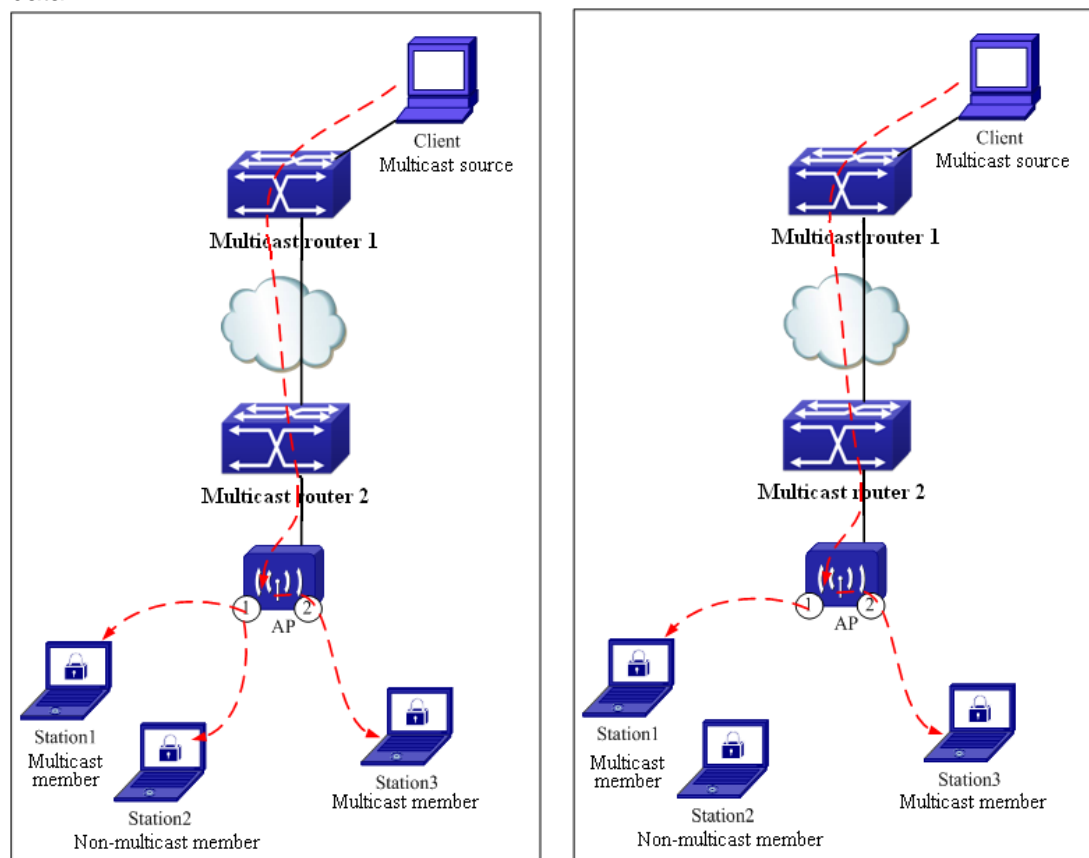 Client
Multicast source
Multicast router 1
Multicast router 2
1
2
AP
Station1
Multicast
member
Station2
Non-multicast member
Station3
Multicast member
Client
Multicast source
Multicast router 1
Multicast router 2
1
2
AP
Station1
Multicast
member
Station2
Non-multicast member
Station3
Multicast member